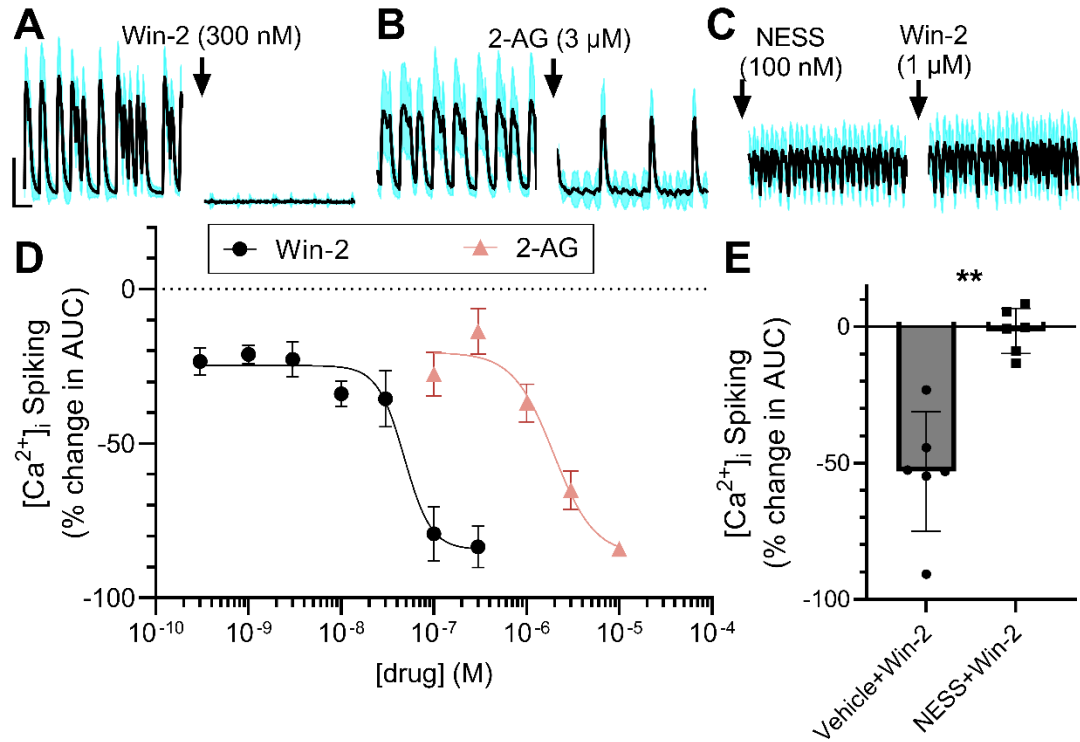 A
Win-2 (300 nM)
B
2-AG (3 µM)
C
NESS
(100 nM)
Win-2
(1 µM)
D
Win-2
2-AG
0
-50
-100
[Ca²⁺]ᵢ Spiking
(% change in AUC)
10⁻¹⁰ 10⁻⁹ 10⁻⁸ 10⁻⁷ 10⁻⁶ 10⁻⁵ 10⁻⁴
[drug] (M)
E
**
0
-50
-100
[Ca²⁺]ᵢ Spiking
(% change in AUC)
Vehicle+Win-2
NESS+Win-2